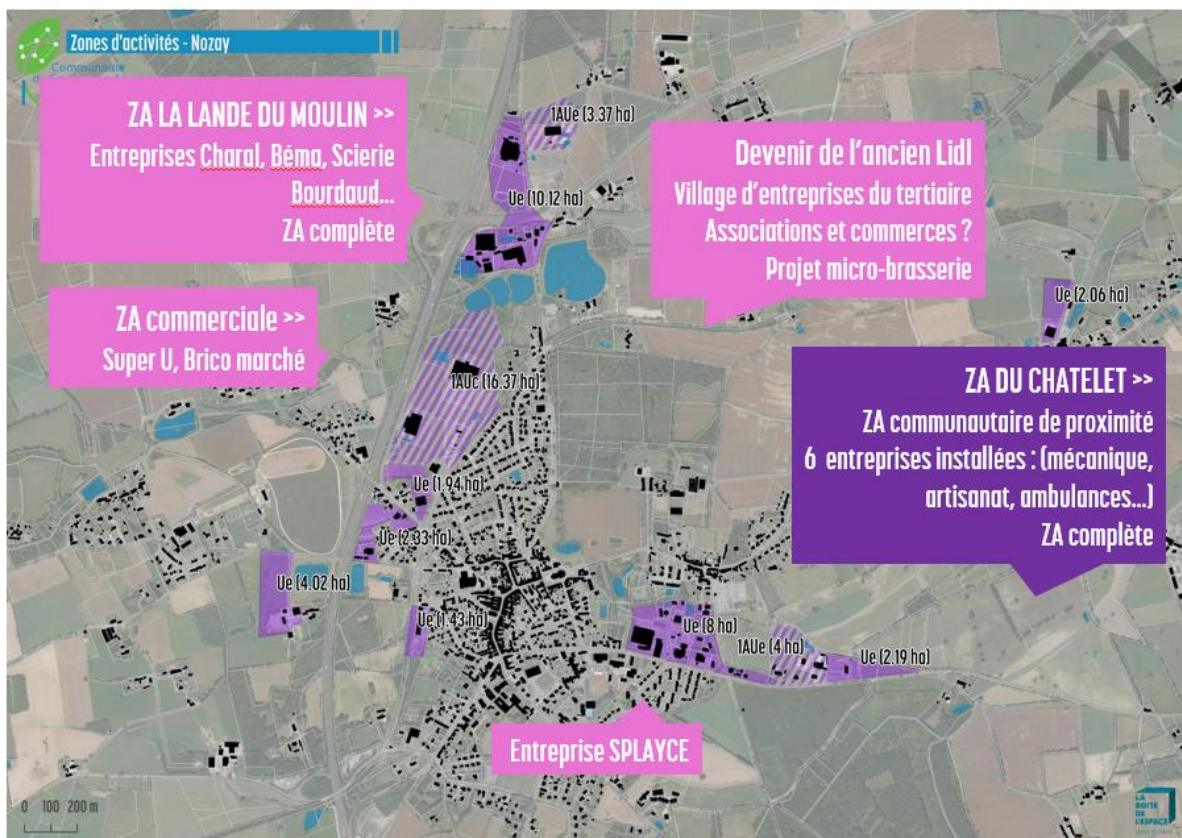 Zones d'activités - Nozay
Communauté
ZA LA LANDE DU MOULIN >>
Entreprises Charal, Béma, Scierie
Bourdaud...
ZA complète
ZA commerciale >>
Super U, Brico marché
Devenir de l'ancien Lidl
Village d'entreprises du tertiaire
Associations et commerces ?
Projet micro-brasserie
N
ZA DU CHATELET >>
ZA communautaire de proximité
6 entreprises installées : (mécanique,
artisanat, ambulances...)
ZA complète
Entreprise SPLAYCE
1AUe (3.37 ha)
Ue (10.12 ha)
Ue (2.06 ha)
1AUc (16.37 ha)
Ue (1.94 ha)
Ue (2.33 ha)
Ue (4.02 ha)
Ue (1.43 ha)
Ue (8 ha)
1AUe (4 ha)
Ue (2.19 ha)
0 100 200 m
LA
BOITE
DE
L'ESPACE